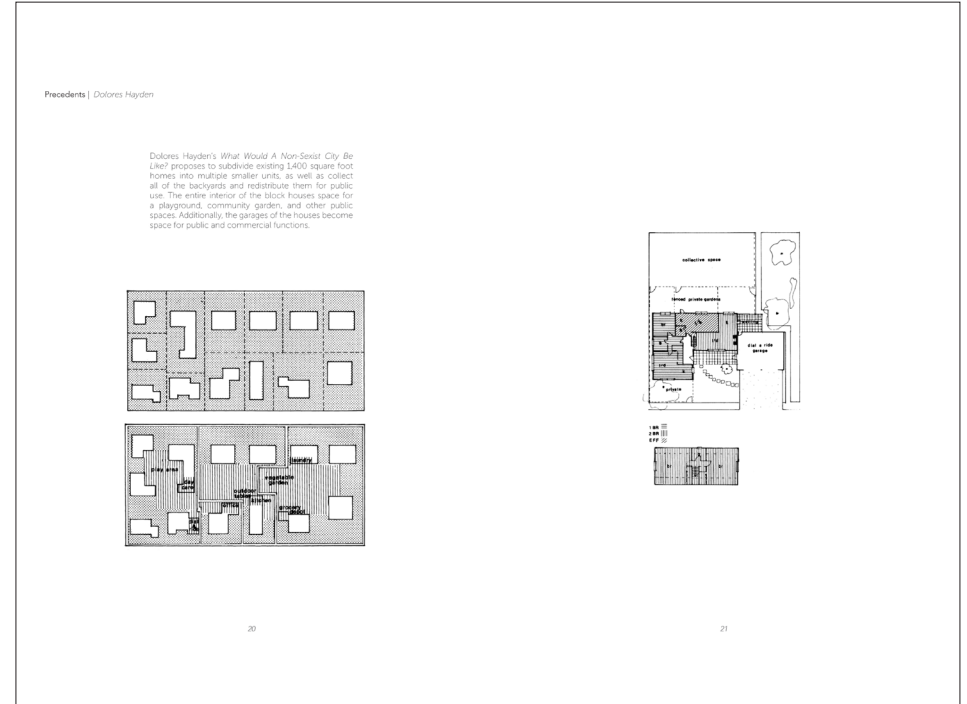 Precedents | Dolores Hayden
Dolores Hayden's What Would A Non-Sexist City Be
Like? proposes to subdivide existing 1,400 square foot
homes into multiple smaller units, as well as collect
all of the backyards and redistribute them for public
use. The entire interior of the block houses space for
a playground, community garden, and other public
spaces. Additionally, the garages of the houses become
space for public and commercial functions.
play area
day
care
laundry
vegetable
garden
outdoor
tables
kitchen
office
grocery
depot
dial
a
20
collective space
fenced private gardens
dial a ride
garage
private
1 BR
2 BR
EFF
br
br
21